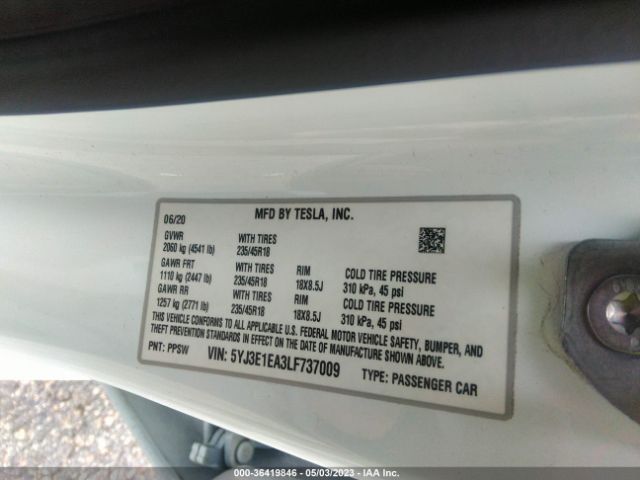 06/20 MFD BY TESLA, INC.
GVWR WITH TIRES
2060 kg (4541 lb) 235/45R18
GAWR FRT WITH TIRES RIM COLD TIRE PRESSURE
1110 kg (2447 lb) 235/45R18 18X8.5J 310 kPa, 45 psi
GAWR RR WITH TIRES RIM COLD TIRE PRESSURE
1257 kg (2771 lb) 235/45R18 18X8.5J 310 kPa, 45 psi
THIS VEHICLE CONFORMS TO ALL APPLICABLE U.S. FEDERAL MOTOR VEHICLE SAFETY, BUMPER, AND
THEFT PREVENTION STANDARDS IN EFFECT ON THE DATE OF MANUFACTURE SHOWN ABOVE.
PNT: PPSW VIN: 5YJ3E1EA3LF737009 TYPE: PASSENGER CAR
000-36419846 - 05/03/2023 - IAA Inc.